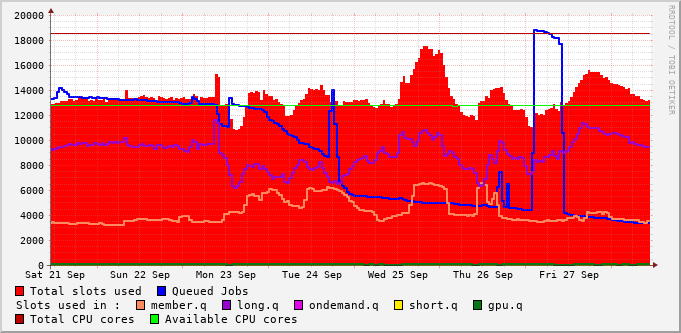 20000
18000
16000
14000
12000
10000
8000
6000
4000
2000
0
Sat 21 Sep Sun 22 Sep Mon 23 Sep Tue 24 Sep Wed 25 Sep Thu 26 Sep Fri 27 Sep
RRDTOOL / TOBI OETIKER
Total slots used Queued Jobs
Slots used in : member.q long.q ondemand.q short.q gpu.q
Total CPU cores Available CPU cores